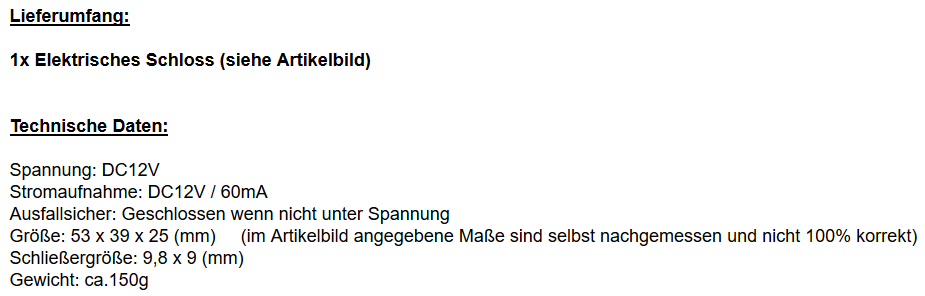 Lieferumfang:
1x Elektrisches Schloss (siehe Artikelbild)
Technische Daten:
Spannung: DC12V
Stromaufnahme: DC12V / 60mA
Ausfallsicher: Geschlossen wenn nicht unter Spannung
Größe: 53 x 39 x 25 (mm) (im Artikelbild angegebene Maße sind selbst nachgemessen und nicht 100% korrekt)
Schließergröße: 9,8 x 9 (mm)
Gewicht: ca.150g